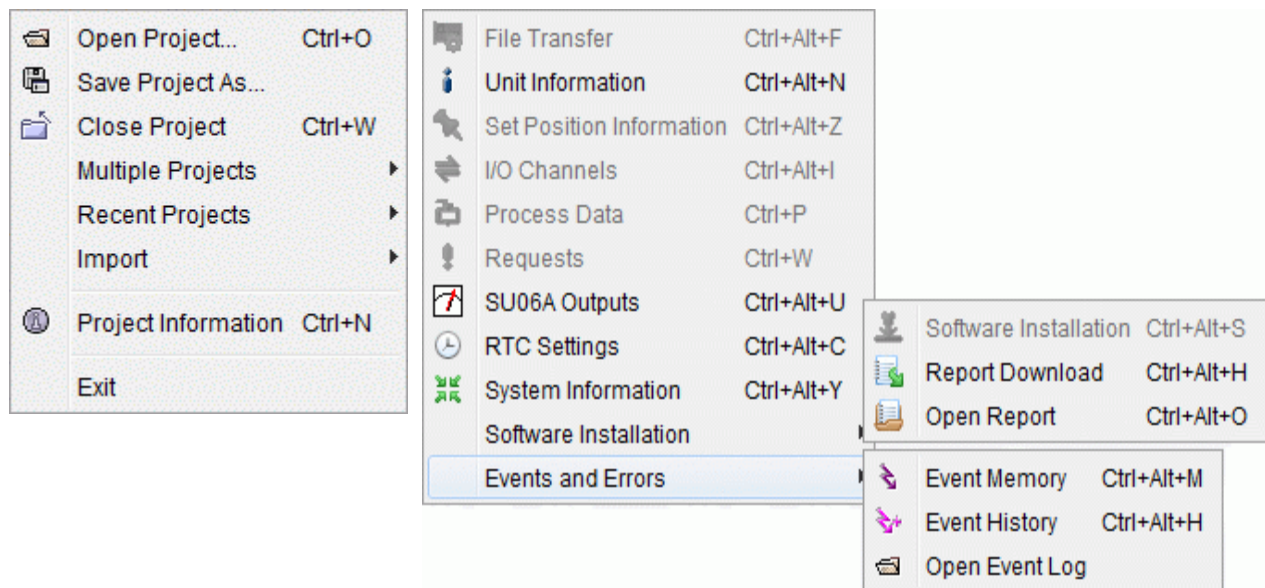 Open Project... Ctrl+O
Save Project As...
Close Project Ctrl+W
Multiple Projects
Recent Projects
Import
Project Information Ctrl+N
Exit
File Transfer Ctrl+Alt+F
Unit Information Ctrl+Alt+N
Set Position Information Ctrl+Alt+Z
I/O Channels Ctrl+Alt+I
Process Data Ctrl+P
Requests Ctrl+W
SU06A Outputs Ctrl+Alt+U
RTC Settings Ctrl+Alt+C
System Information Ctrl+Alt+Y
Software Installation
Events and Errors
Software Installation Ctrl+Alt+S
Report Download Ctrl+Alt+H
Open Report Ctrl+Alt+O
Event Memory Ctrl+Alt+M
Event History Ctrl+Alt+H
Open Event Log